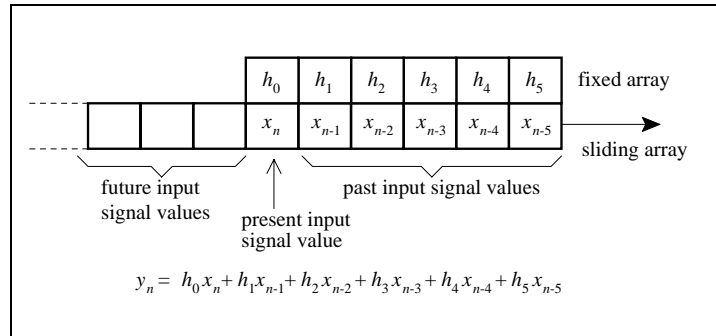 h₀ h₁ h₂ h₃ h₄ h₅ fixed array
xₙ xₙ₋₁ xₙ₋₂ xₙ₋₃ xₙ₋₄ xₙ₋₅
sliding array
future input
signal values
past input signal values
present input
signal value
yₙ = h₀xₙ + h₁xₙ₋₁ + h₂xₙ₋₂ + h₃xₙ₋₃ + h₄xₙ₋₄ + h₅xₙ₋₅